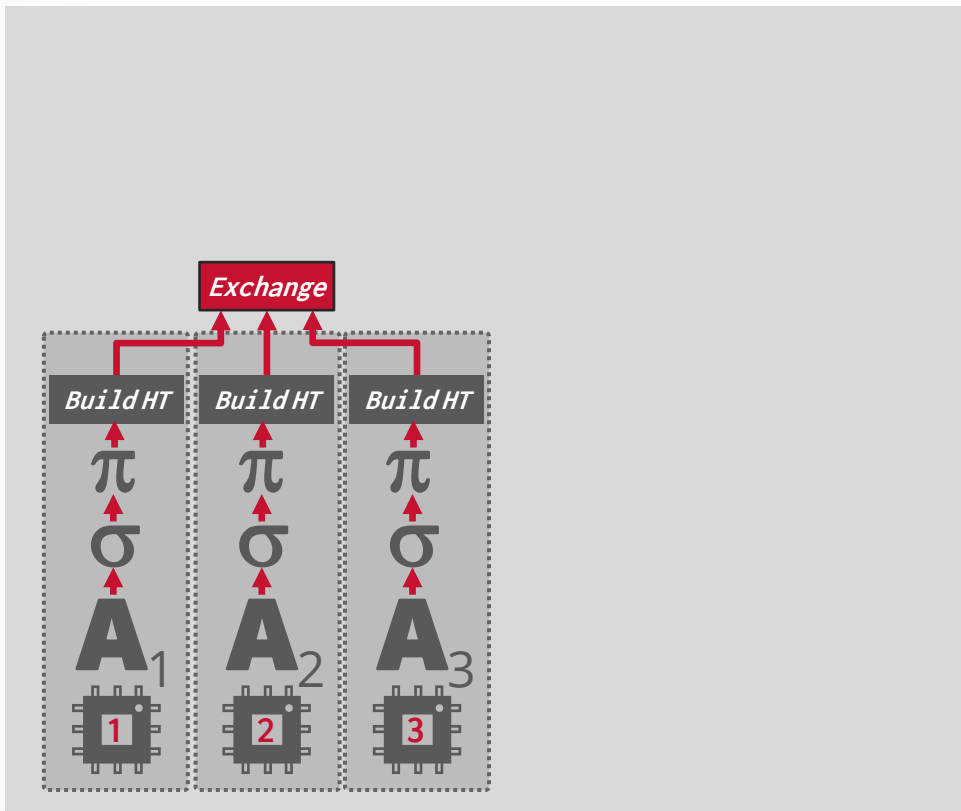 Exchange
Build HT Build HT Build HT
π π π
σ σ σ
A1 A2 A3
1 2 3